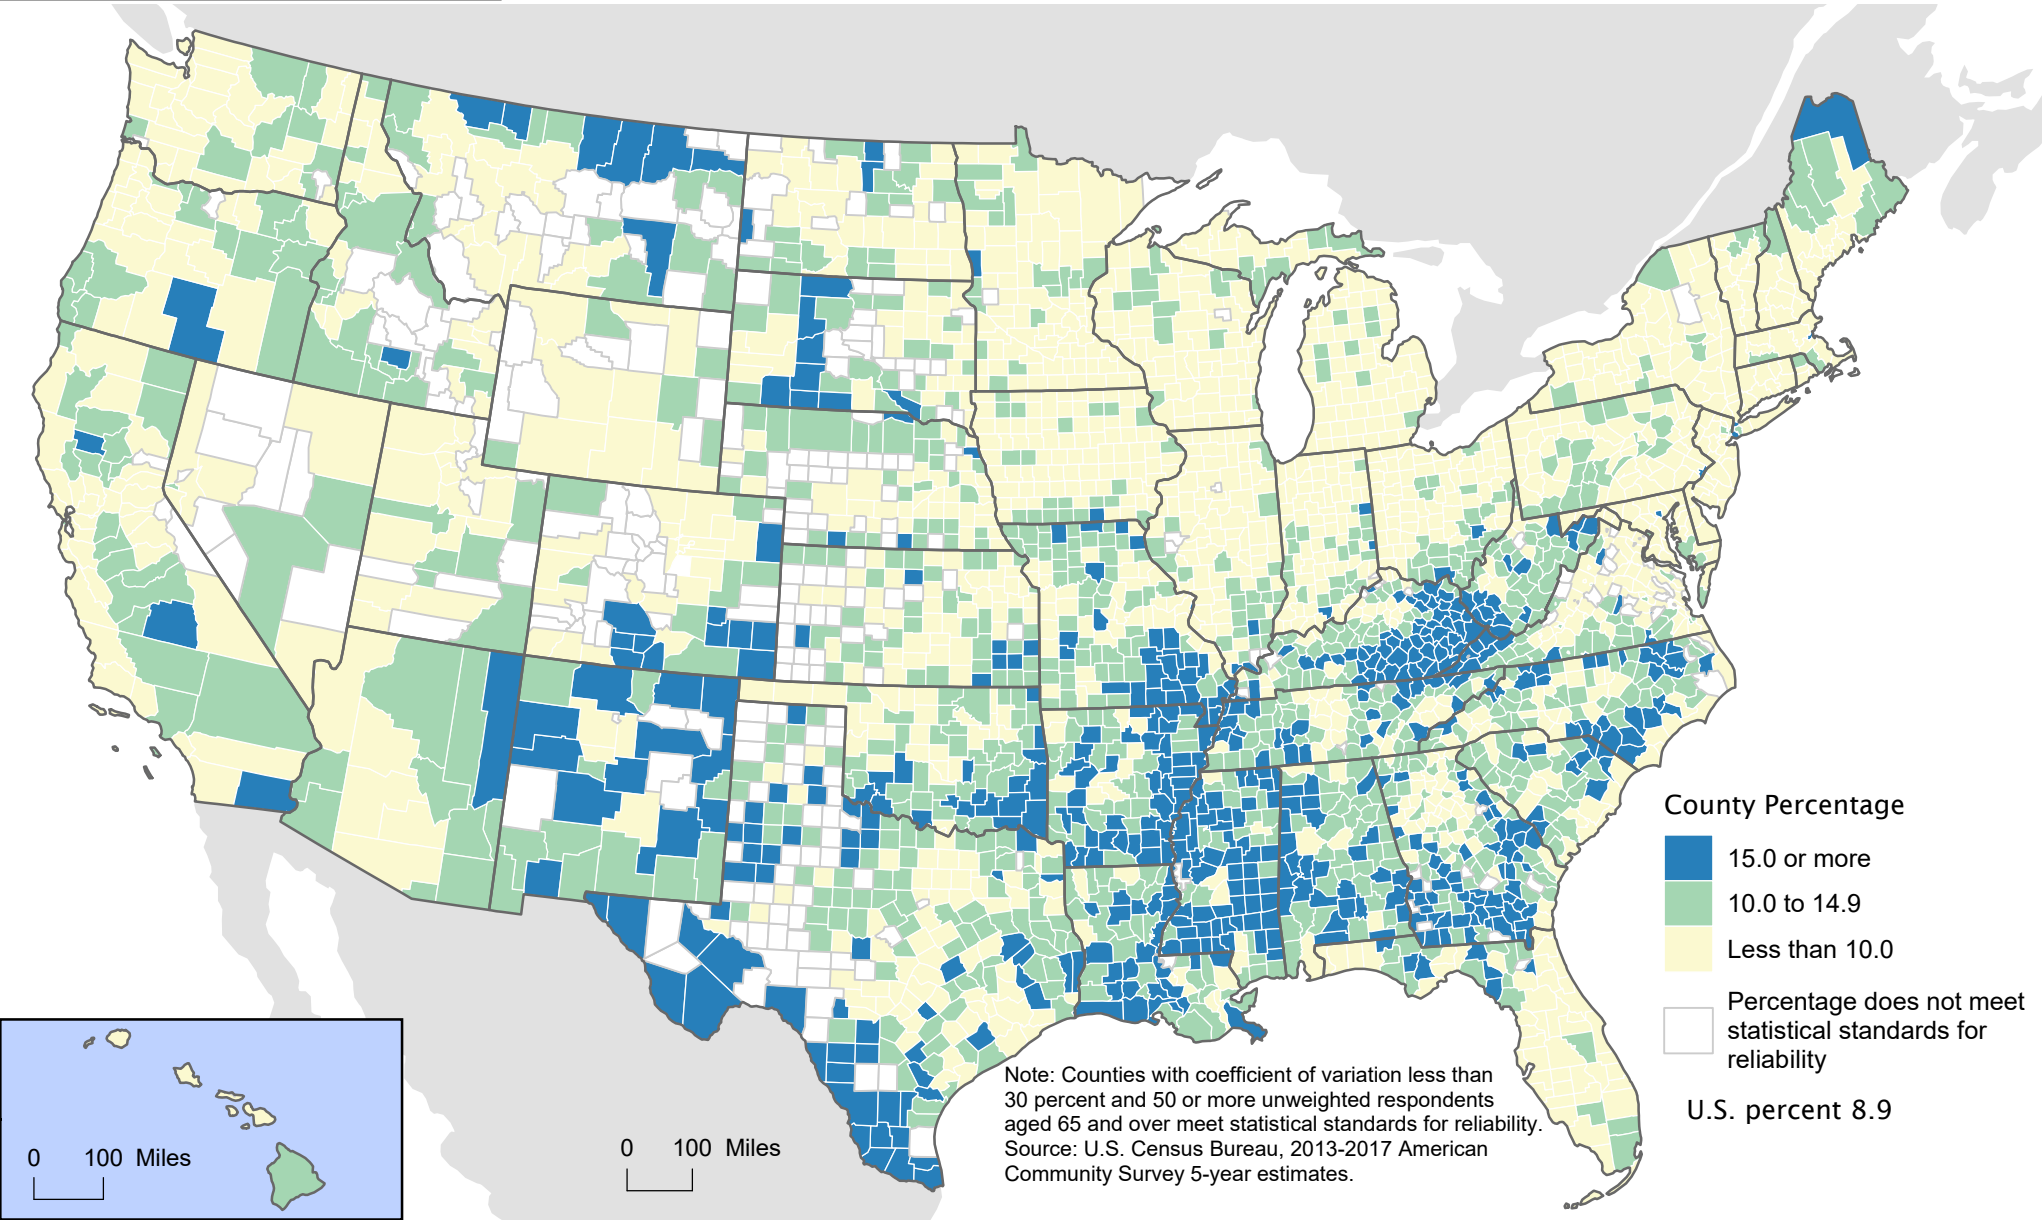 County Percentage
15.0 or more
10.0 to 14.9
Less than 10.0
Percentage does not meet
statistical standards for
reliability
U.S. percent 8.9
Note: Counties with coefficient of variation less than
30 percent and 50 or more unweighted respondents
aged 65 and over meet statistical standards for reliability.
Source: U.S. Census Bureau, 2013-2017 American
Community Survey 5-year estimates.
0 100 Miles
0 100 Miles